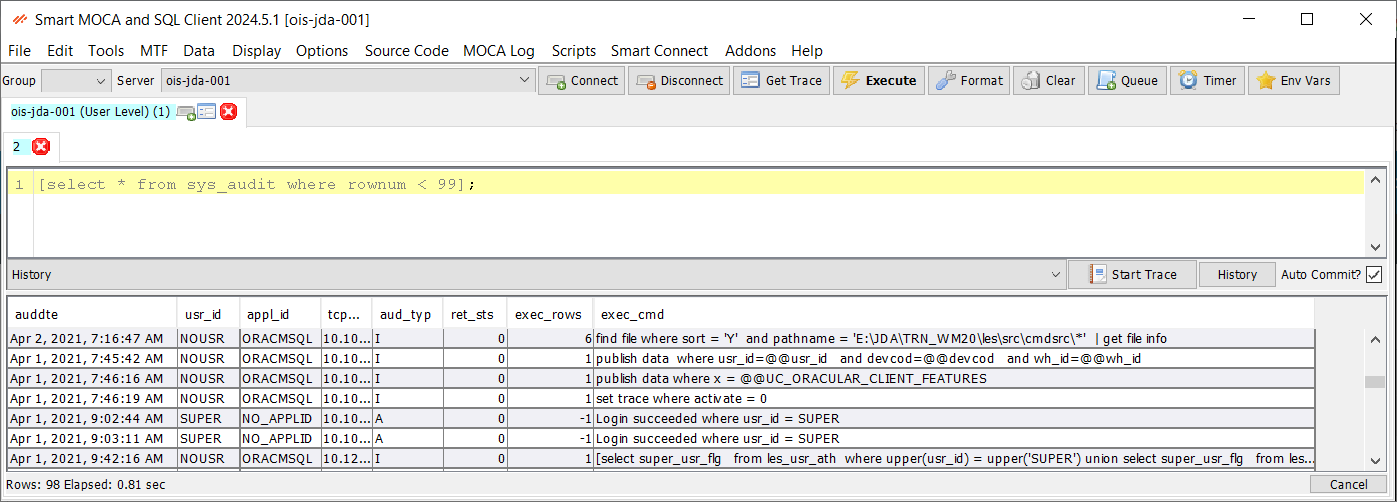 Smart MOCA and SQL Client 2024.5.1 [ois-jda-001]
File Edit Tools MTF Data Display Options Source Code MOCA Log Scripts Smart Connect Addons Help
Group Server ois-jda-001 Connect Disconnect Get Trace Execute Format Clear Queue Timer Env Vars
ois-jda-001 (User Level) (1)
2
1 [select * from sys_audit where rownum < 99];
History Start Trace History Auto Commit?
auddte usr_id appl_id tcp... aud_typ ret_sts exec_rows exec_cmd
Apr 2, 2021, 7:16:47 AM NOUSR ORACMSQL 10.10... I 0 6 find file where sort = 'Y' and pathname = 'E:\JDA\TRN_WM20\les\src\cmdsrc\*' | get file info
Apr 1, 2021, 7:45:42 AM NOUSR ORACMSQL 10.10... I 0 1 publish data where usr_id=@@usr_id and devcod=@@devcod and wh_id=@@wh_id
Apr 1, 2021, 7:46:16 AM NOUSR ORACMSQL 10.10... I 0 1 publish data where x = @@UC_ORACULAR_CLIENT_FEATURES
Apr 1, 2021, 7:46:19 AM NOUSR ORACMSQL 10.10... I 0 1 set trace where activate = 0
Apr 1, 2021, 9:02:44 AM SUPER NO_APPLID 10.10... A 0 -1 Login succeeded where usr_id = SUPER
Apr 1, 2021, 9:03:11 AM SUPER NO_APPLID 10.10... A 0 -1 Login succeeded where usr_id = SUPER
Apr 1, 2021, 9:42:16 AM NOUSR ORACMSQL 10.12... I 0 1 [select super_usr_flg from les_usr_ath where upper(usr_id) = upper('SUPER') union select super_usr_flg from les...
Rows: 98 Elapsed: 0.81 sec Cancel